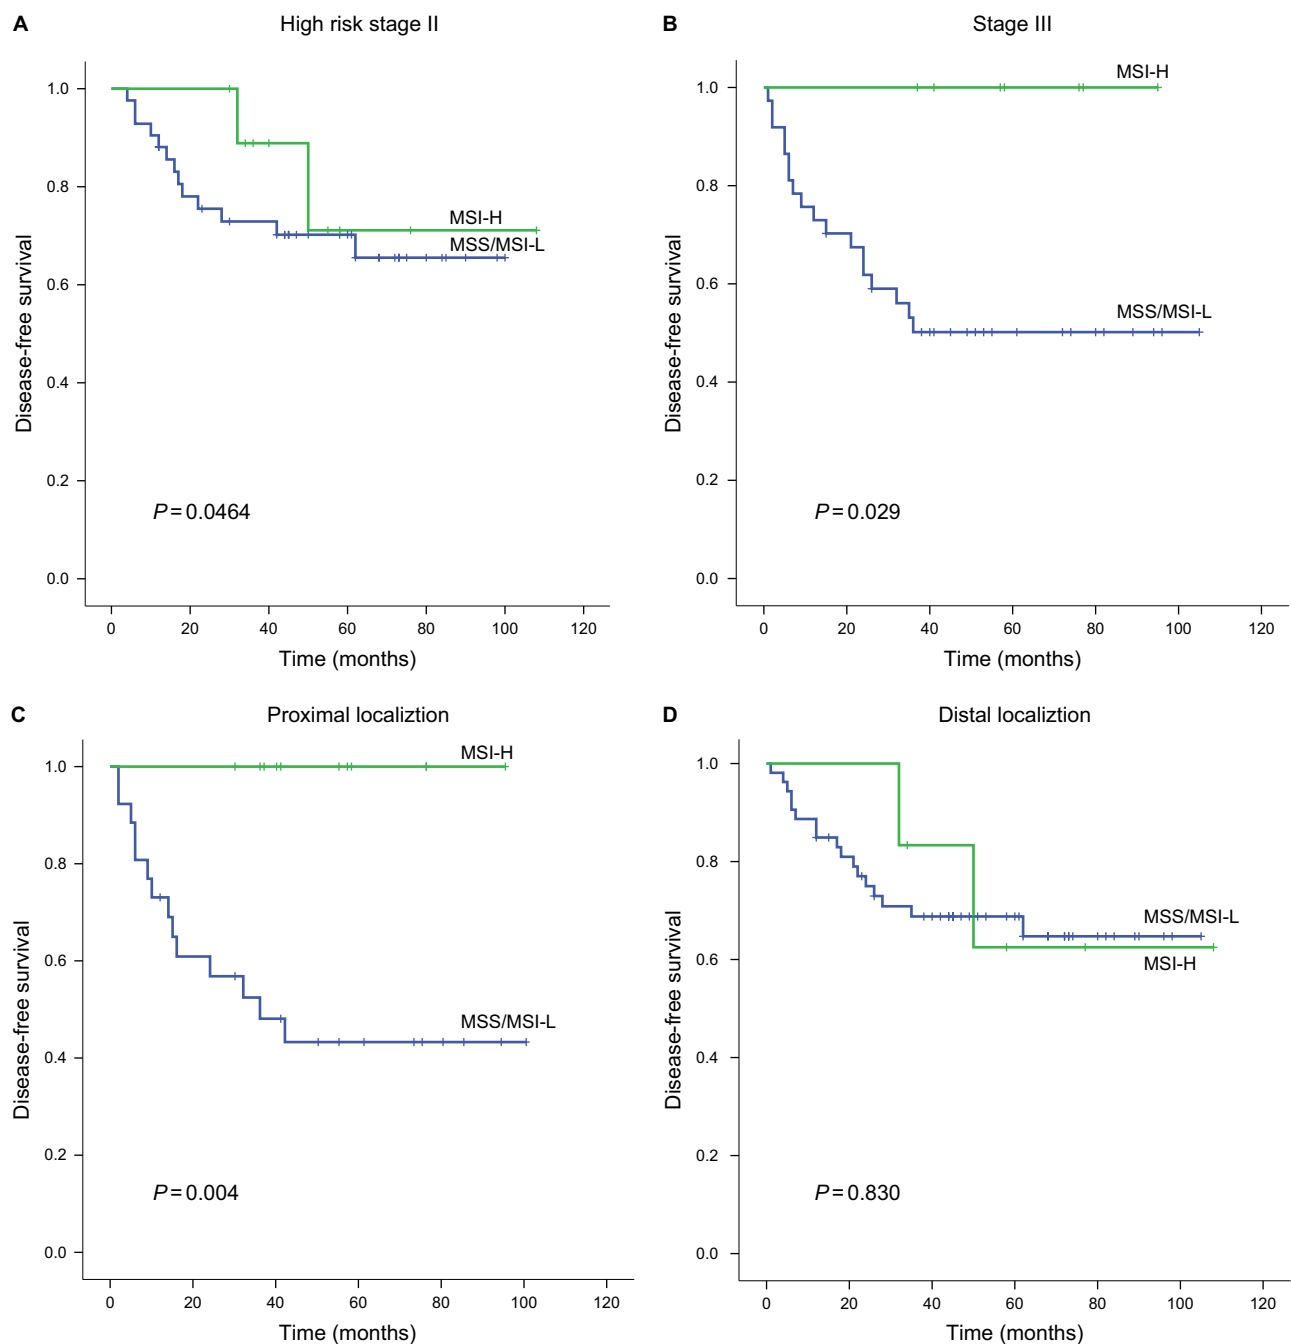 A High risk stage II
1.0
0.8
0.6
0.4
0.2
0.0
Disease-free survival
MSI-H
MSS/MSI-L
P=0.0464
0 20 40 60 80 100 120
Time (months)
B Stage III
1.0
0.8
0.6
0.4
0.2
0.0
Disease-free survival
MSI-H
MSS/MSI-L
P=0.029
0 20 40 60 80 100 120
Time (months)
C Proximal localiztion
1.0
0.8
0.6
0.4
0.2
0.0
Disease-free survival
MSI-H
MSS/MSI-L
P=0.004
0 20 40 60 80 100 120
Time (months)
D Distal localiztion
1.0
0.8
0.6
0.4
0.2
0.0
Disease-free survival
MSS/MSI-L
MSI-H
P=0.830
0 20 40 60 80 100 120
Time (months)